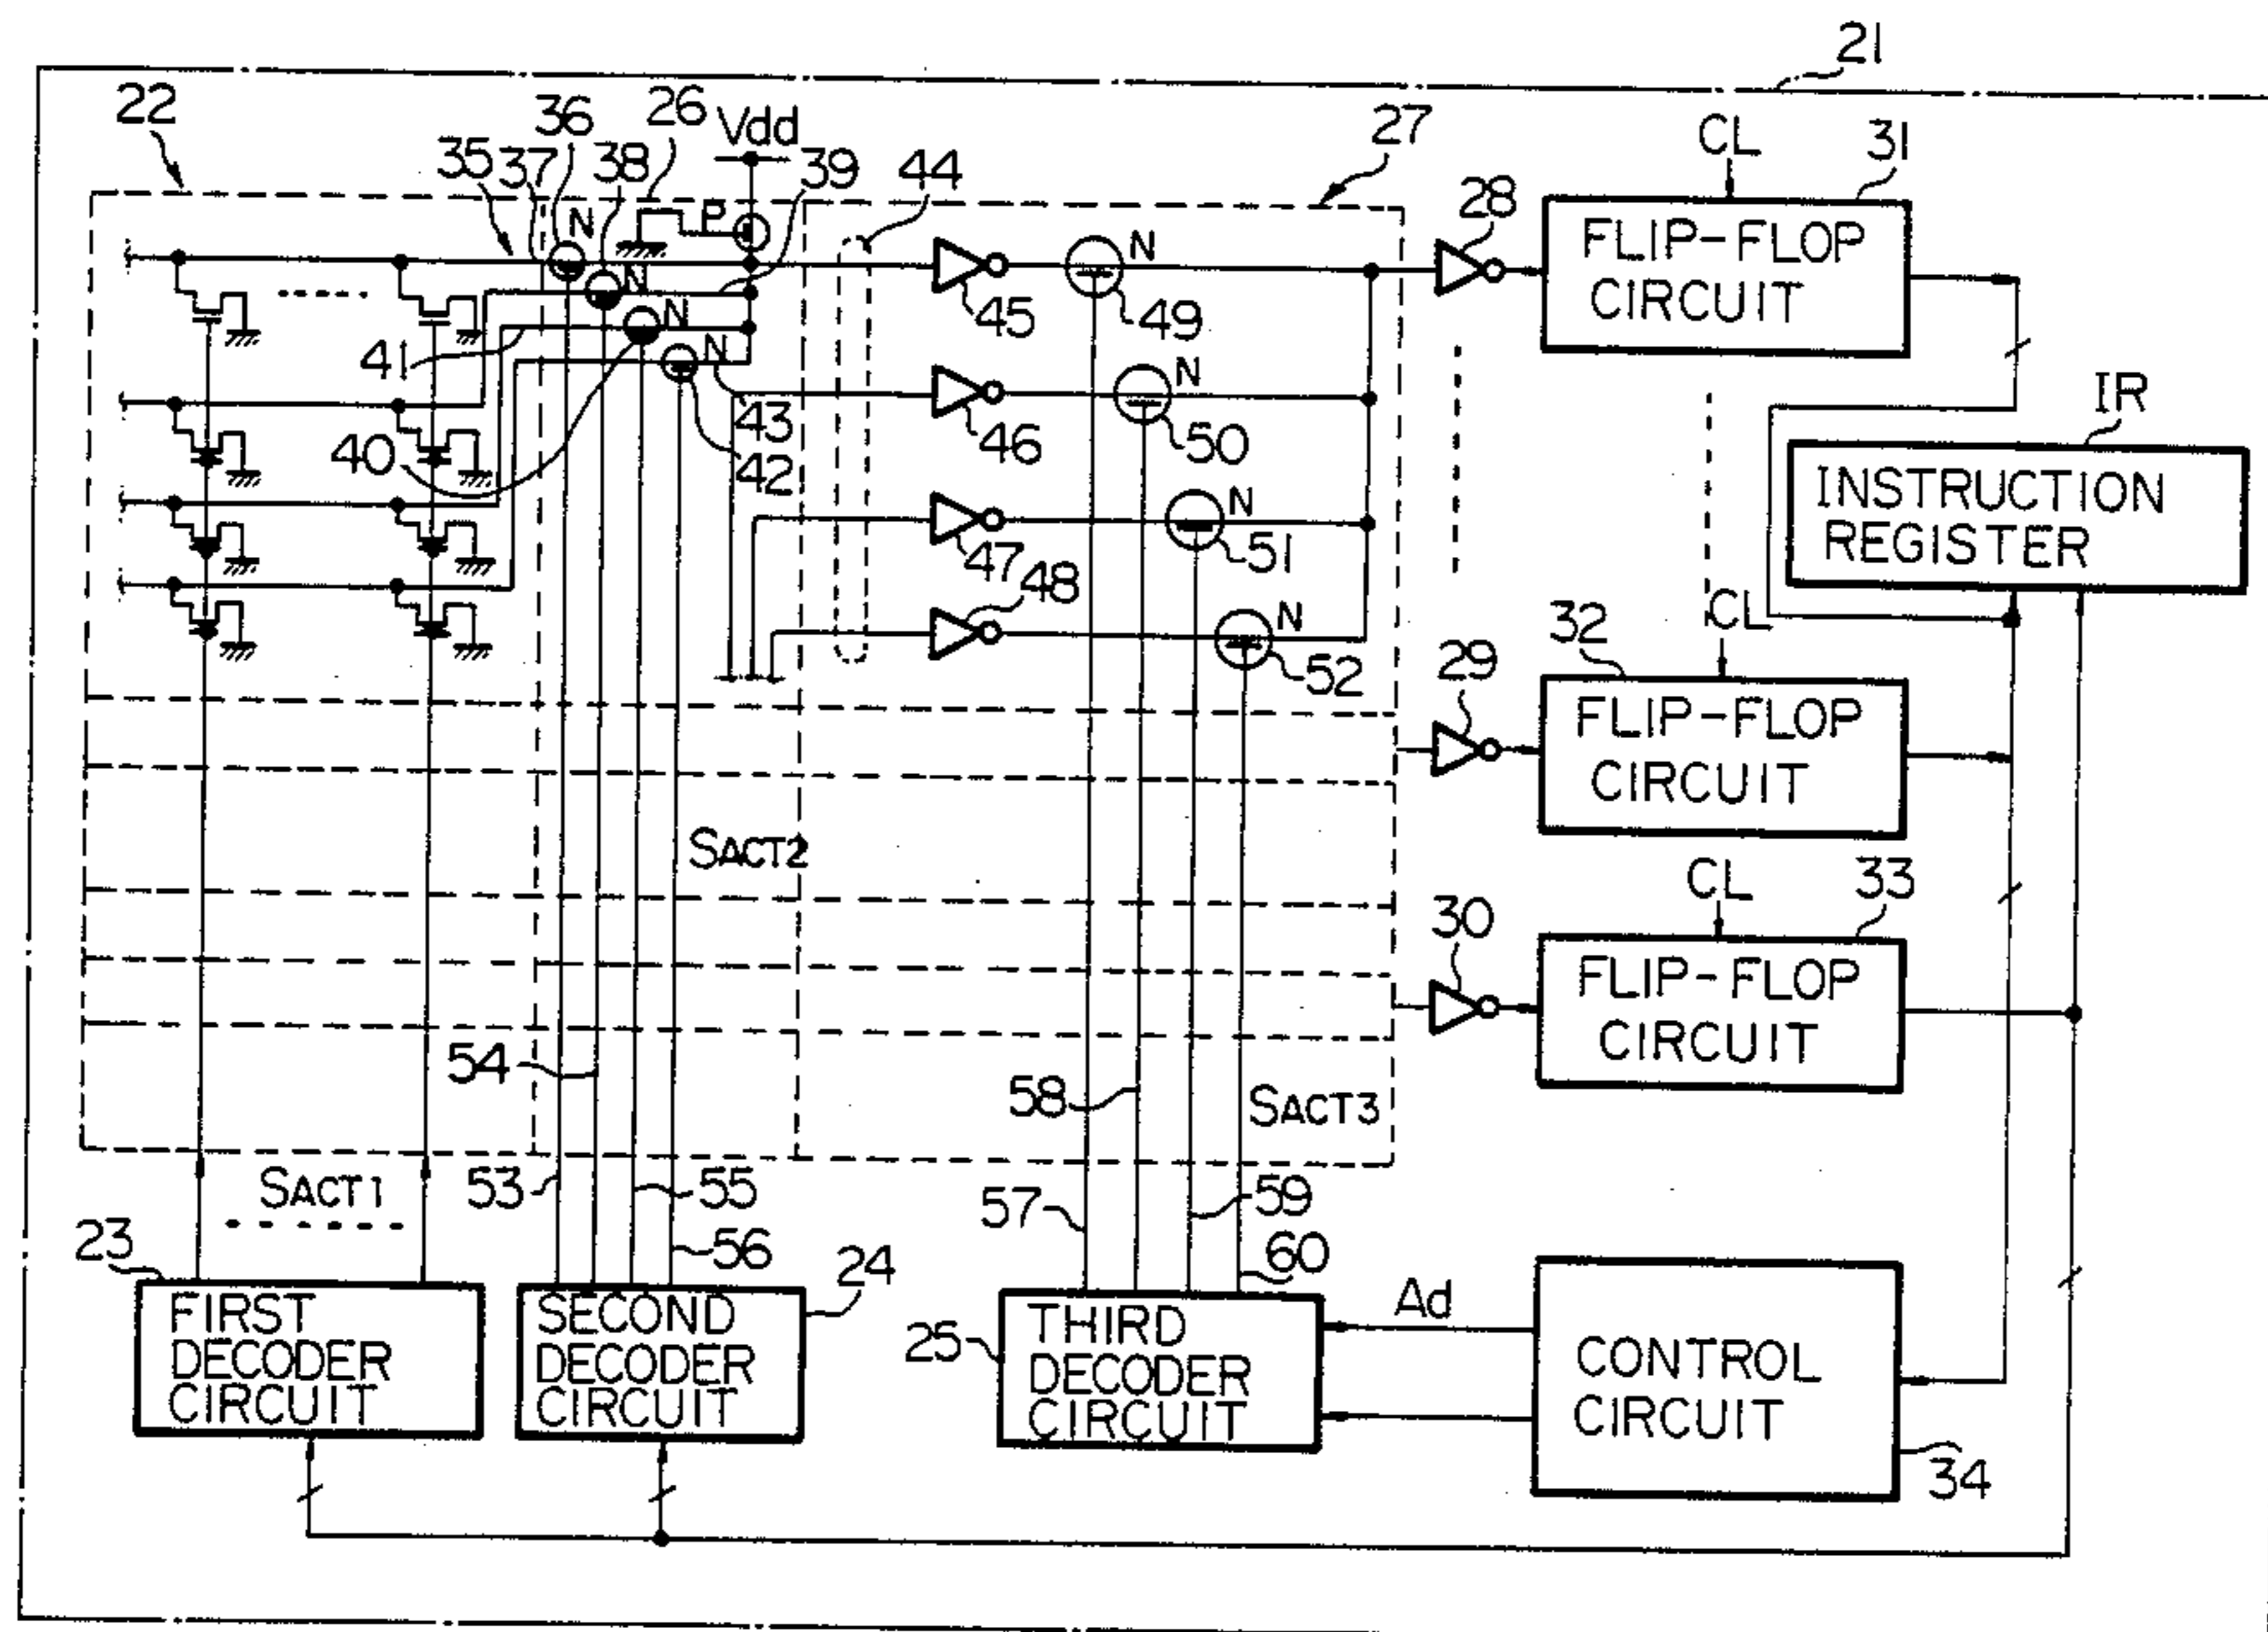 21
22
36
26
Vdd
27
CL
31
35
37
38
39
44
28
N
P
N
FLIP-FLOP
CIRCUIT
N
N
45
49
41
N
N
IR
43
46
50
40
42
N
INSTRUCTION
REGISTER
47
51
48
N
32
CL
52
29
FLIP-FLOP
CIRCUIT
SACT2
CL
33
30
FLIP-FLOP
CIRCUIT
54
58
SACT3
SACT1
53
55
57
59
23
56
24
60
Ad
FIRST
DECODER
CIRCUIT
SECOND
DECODER
CIRCUIT
25
THIRD
DECODER
CIRCUIT
CONTROL
CIRCUIT
34